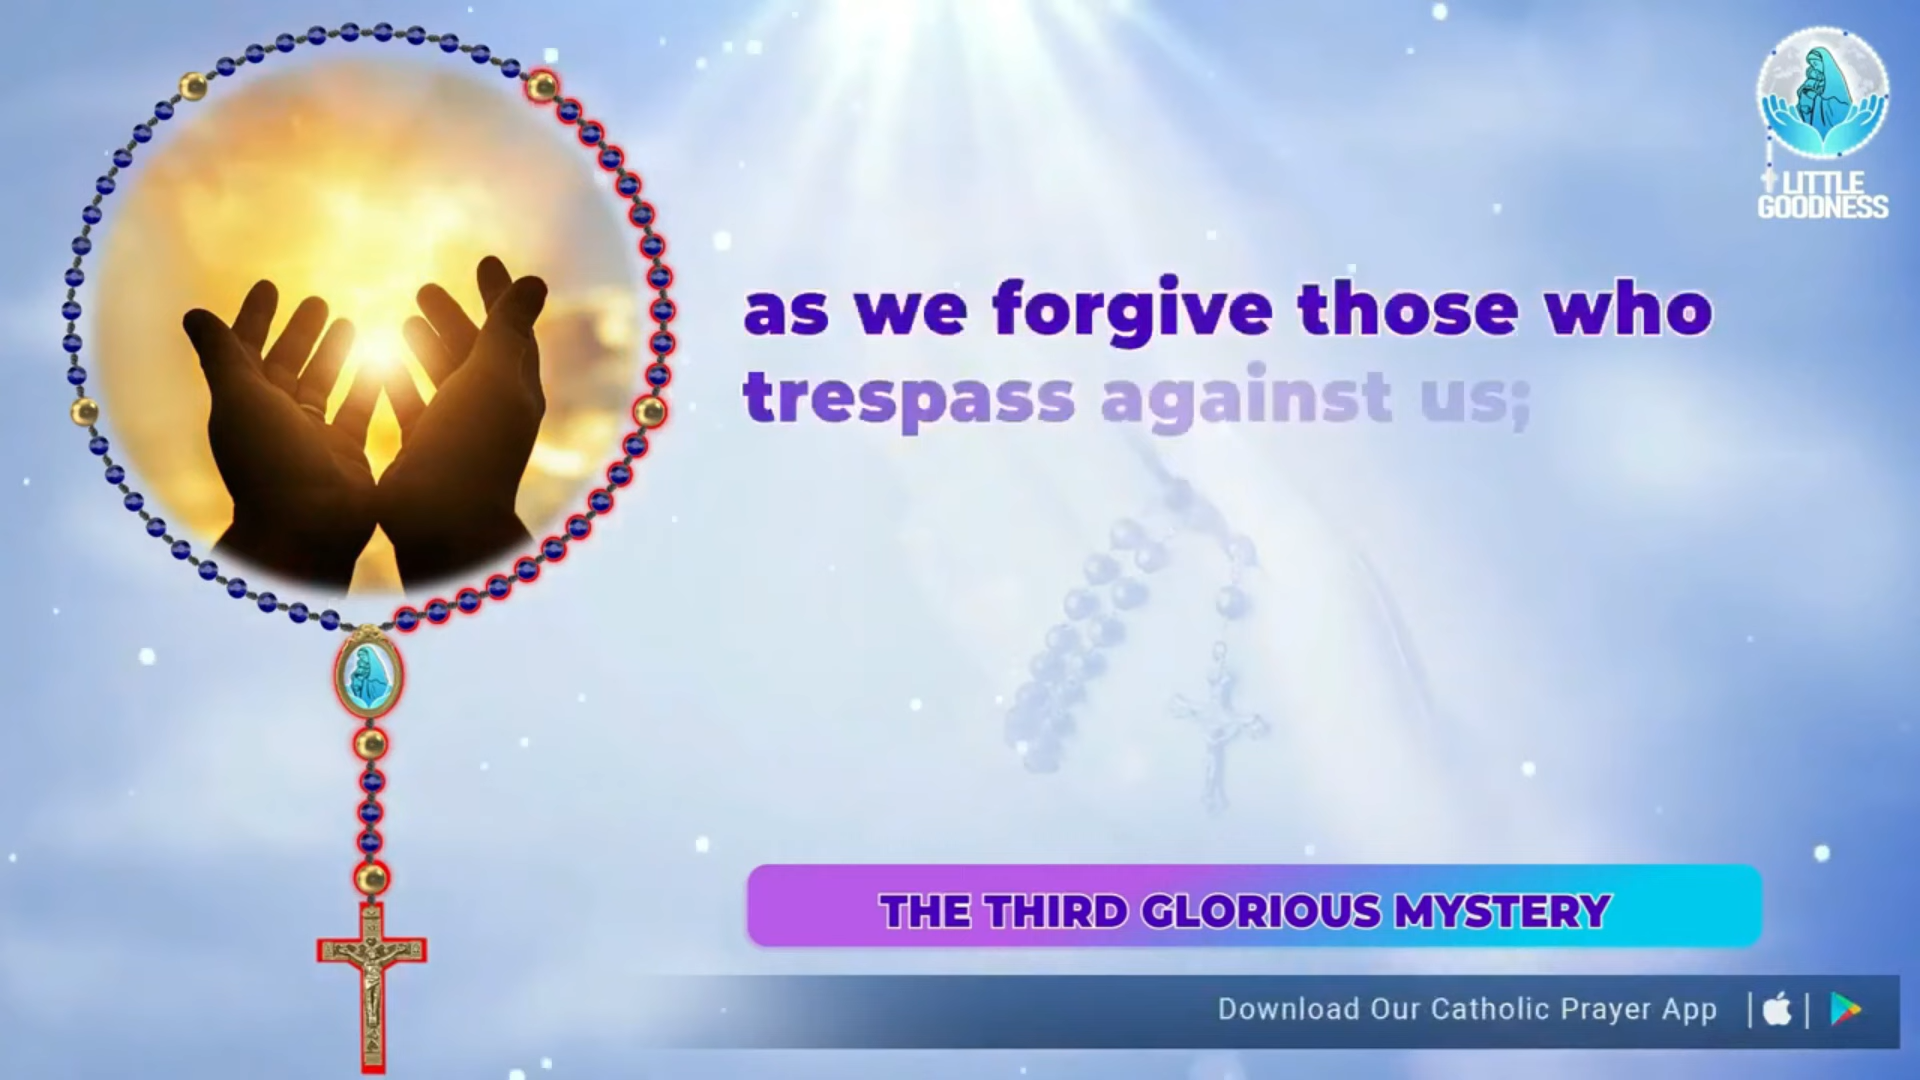 LITTLE
GOODNESS
as we forgive those who
trespass against us;
THE THIRD GLORIOUS MYSTERY
Download Our Catholic Prayer App